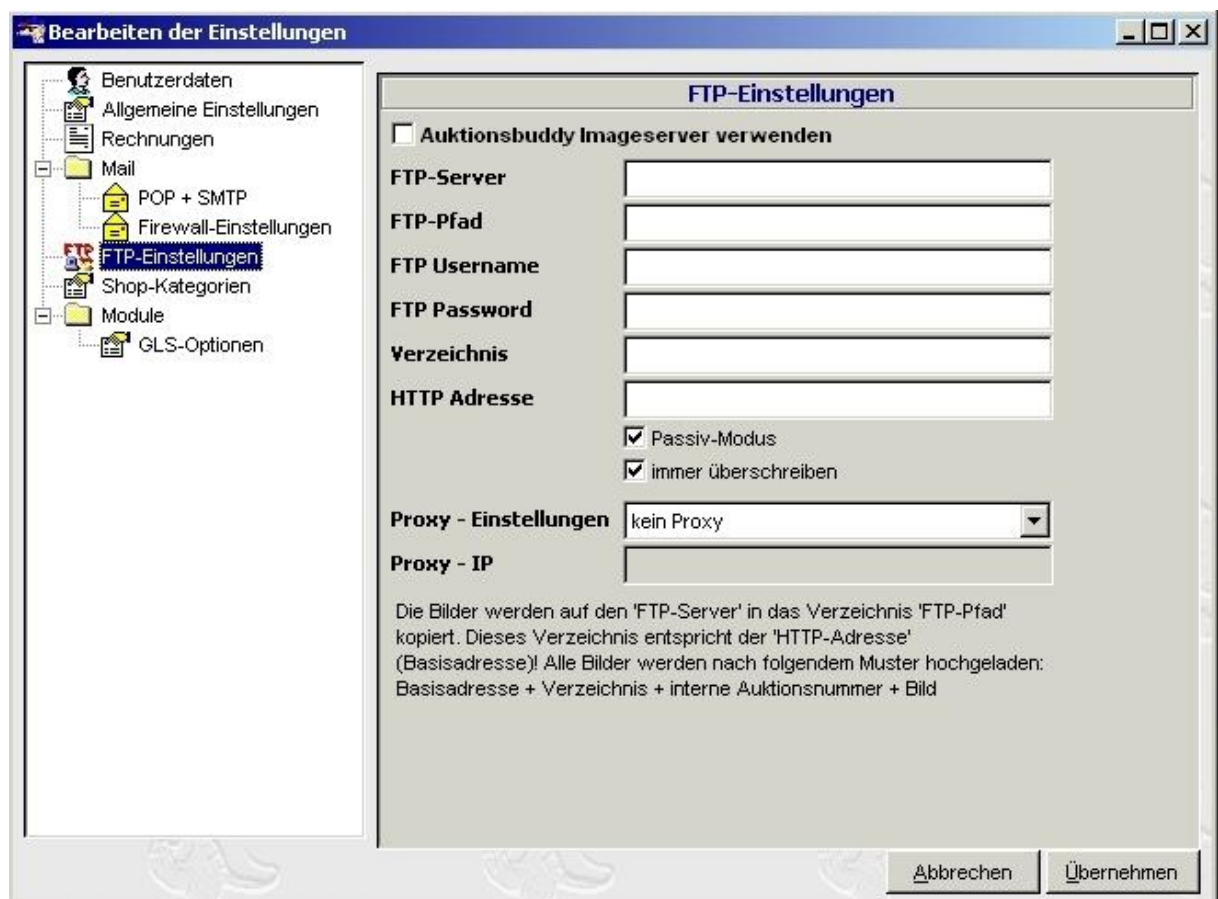 Bearbeiten der Einstellungen
Benutzerdaten
Allgemeine Einstellungen
Rechnungen
Mail
POP + SMTP
Firewall-Einstellungen
FTP
FTP-Einstellungen
Shop-Kategorien
Module
GLS-Optionen
FTP-Einstellungen
Auktionsbuddy Imageserver verwenden
FTP-Server
FTP-Pfad
FTP Username
FTP Password
Verzeichnis
HTTP Adresse
Passiv-Modus
immer überschreiben
Proxy - Einstellungen kein Proxy
Proxy - IP
Die Bilder werden auf den 'FTP-Server' in das Verzeichnis 'FTP-Pfad'
kopiert. Dieses Verzeichnis entspricht der 'HTTP-Adresse'
(Basisadresse)! Alle Bilder werden nach folgendem Muster hochgeladen:
Basisadresse + Verzeichnis + interne Auktionsnummer + Bild
Abbrechen Übernehmen